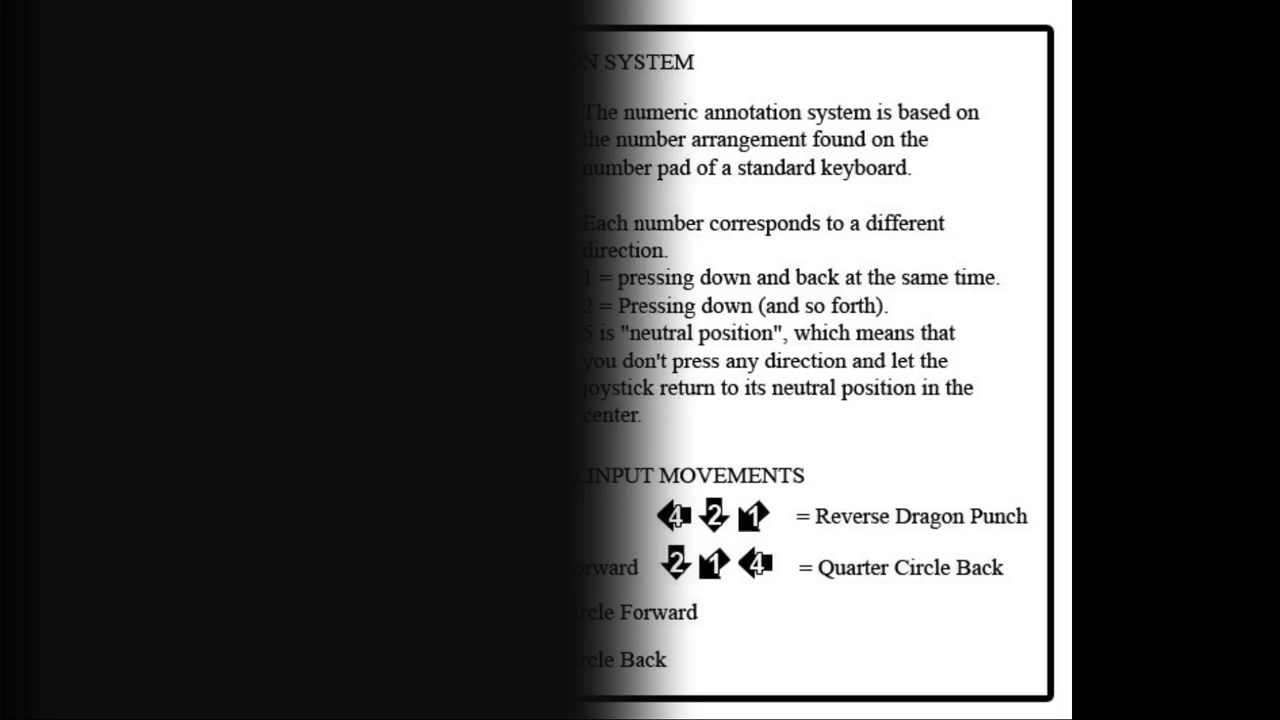 N SYSTEM
The numeric annotation system is based on
the number arrangement found on the
number pad of a standard keyboard.
Each number corresponds to a different
direction.
1 = pressing down and back at the same time.
2 = Pressing down (and so forth).
5 is "neutral position", which means that
you don't press any direction and let the
joystick return to its neutral position in the
center.
INPUT MOVEMENTS
4 2 1 = Reverse Dragon Punch
orward 2 1 4 = Quarter Circle Back
rcle Forward
rcle Back